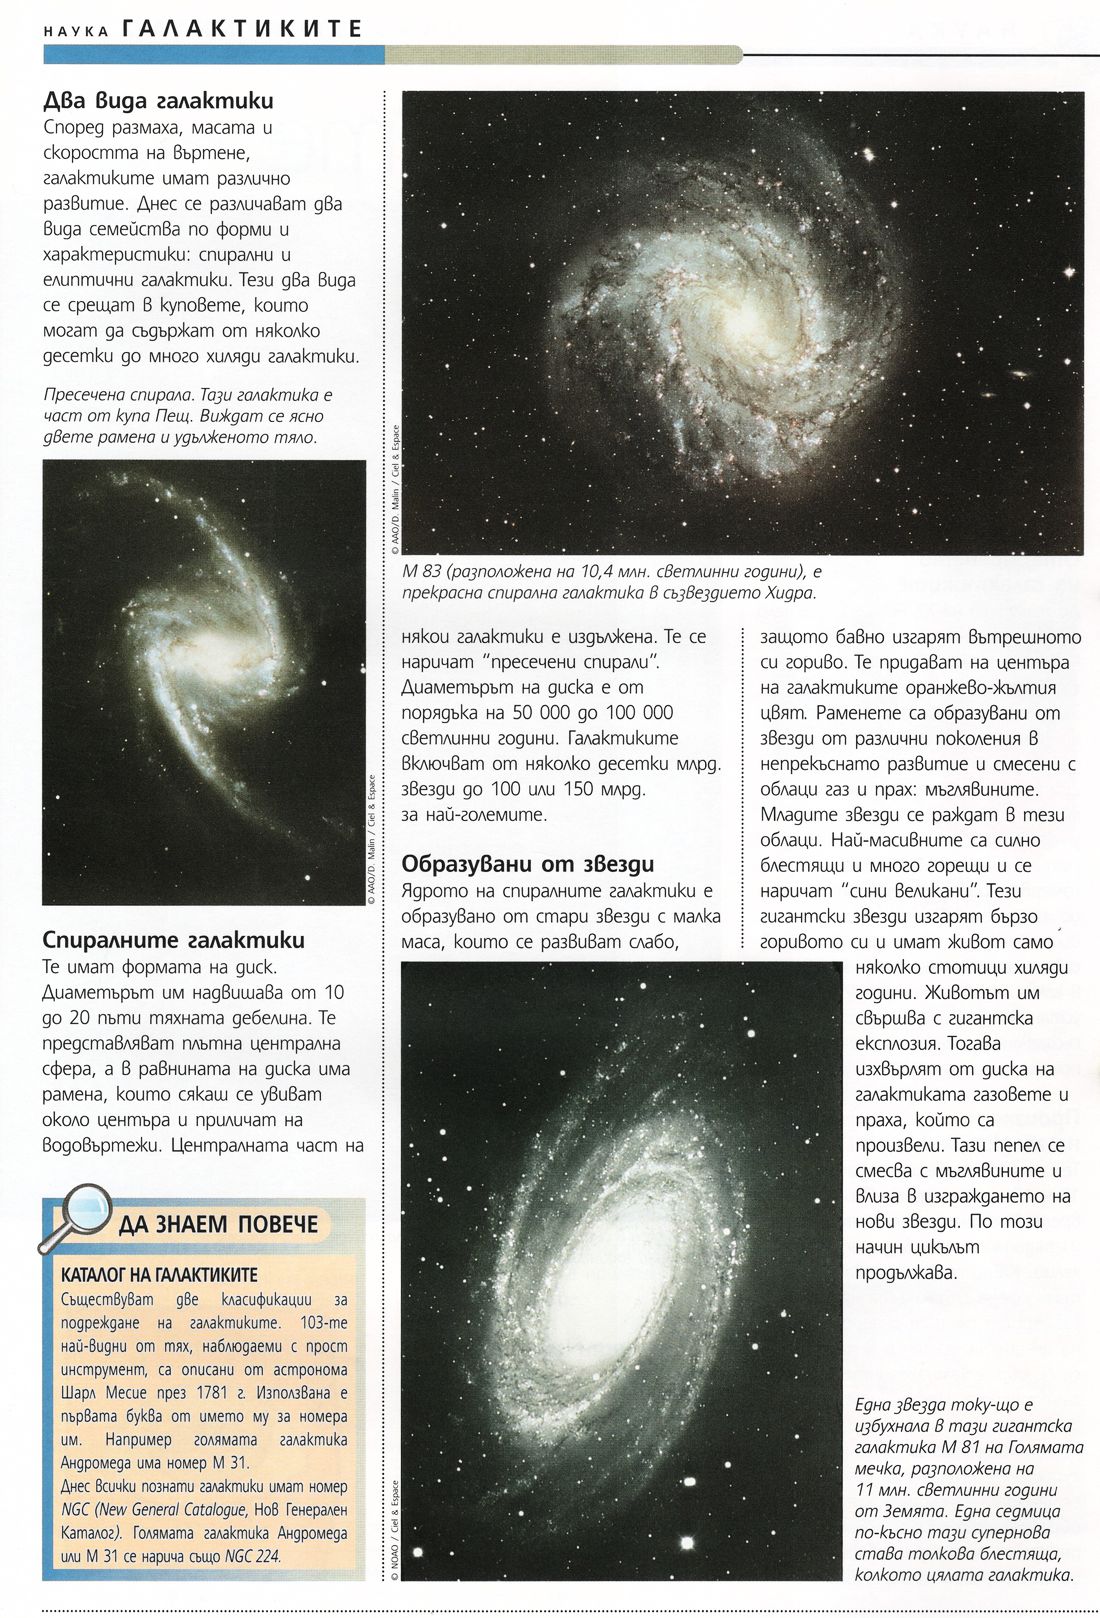 НАУКА ГАЛАКТИКИТЕ
Два вида галактики
Според размаха, масата и
скоростта на въртене,
галактиките имат различно
развитие. Днес се различават два
вида семейства по форми и
характеристики: спирални и
елиптични галактики. Тези два вида
се срещат в куповете, които
могат да съдържат от няколко
десетки до много хиляди галактики.
Пресечена спирала. Тази галактика е
част от купа Пещ. Виждат се ясно
двете рамена и удълженото тяло.
© AAO/D. Malin / Ciel & Espace
Спиралните галактики
Те имат формата на диск.
Диаметърът им надвишава от 10
до 20 пъти тяхната дебелина. Те
представляват плътна централна
сфера, а в равнината на диска има
рамена, които сякаш се увиват
около центъра и приличат на
водовъртежи. Централната част на
© AAO/D. Malin / Ciel & Espace
М 83 (разположена на 10,4 млн. светлинни години), е
прекрасна спирална галактика в съзвездието Хидра.
някои галактики е издължена. Те се
наричат “пресечени спирали”.
Диаметърът на диска е от
порядъка на 50 000 до 100 000
светлинни години. Галактиките
включват от няколко десетки млрд.
звезди до 100 или 150 млрд.
за най-големите.
Образувани от звезди
Ядрото на спиралните галактики е
образувано от стари звезди с малка
маса, които се развиват слабо,
защото бавно изгарят вътрешното
си гориво. Те придават на центъра
на галактиките оранжево-жълтия
цвят. Раменете са образувани от
звезди от различни поколения в
непрекъснато развитие и смесени с
облаци газ и прах: мъглявините.
Младите звезди се раждат в тези
облаци. Най-масивните са силно
блестящи и много горещи и се
наричат “сини великани”. Тези
гигантски звезди изгарят бързо
горивото си и имат живот само
няколко стотици хиляди
години. Животът им
свършва с гигантска
експлозия. Тогава
изхвърлят от диска на
галактиката газовете и
праха, който са
произвели. Тази пепел се
смесва с мъглявините и
влиза в изграждането на
нови звезди. По този
начин цикълът
продължава.
© NOAO / Ciel & Espace
Една звезда току-що е
избухнала в тази гигантска
галактика М 81 на Голямата
мечка, разположена на
11 млн. светлинни години
от Земята. Една седмица
по-късно тази супернова
става толкова блестяща,
колкото цялата галактика.
ДА ЗНАЕМ ПОВЕЧЕ
КАТАЛОГ НА ГАЛАКТИКИТЕ
Съществуват две класификации за
подреждане на галактиките. 103-те
най-видни от тях, наблюдаеми с прост
инструмент, са описани от астронома
Шарл Месие през 1781 г. Използвана е
първата буква от името му за номера
им. Например голямата галактика
Андромеда има номер М 31.
Днес всички познати галактики имат номер
NGC (New General Catalogue, Нов Генерален
Каталог). Голямата галактика Андромеда
или М 31 се нарича също NGC 224.